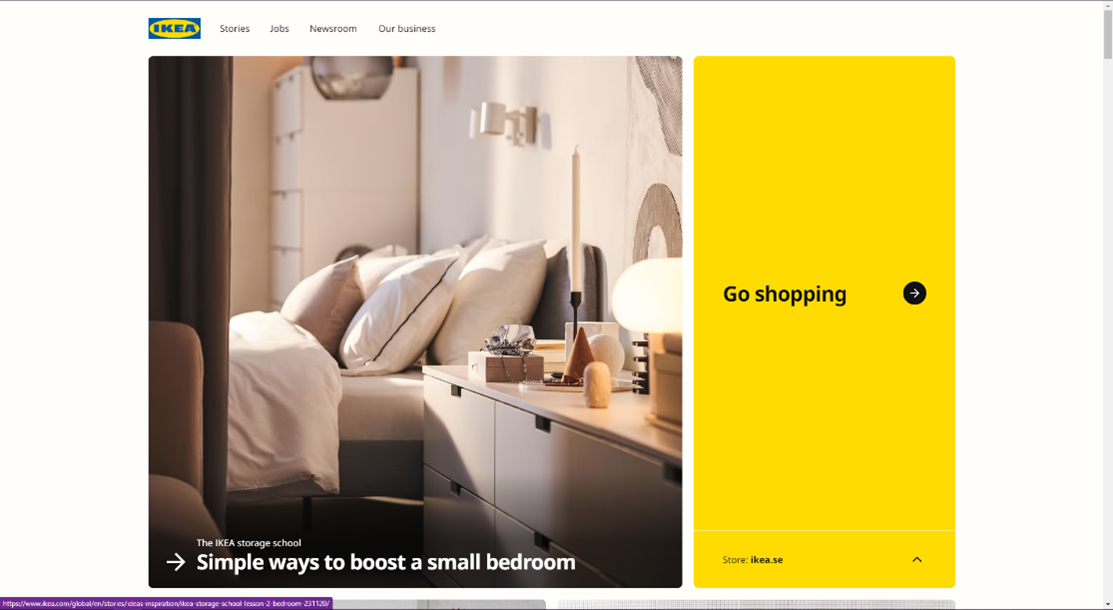 IKEA
Stories Jobs Newsroom Our business
Go shopping
The IKEA storage school
Simple ways to boost a small bedroom
Store: ikea.se
https://www.ikea.com/global/en/stories/ideas-inspiration/ikea-storage-school-lesson-2-bedroom-231120/